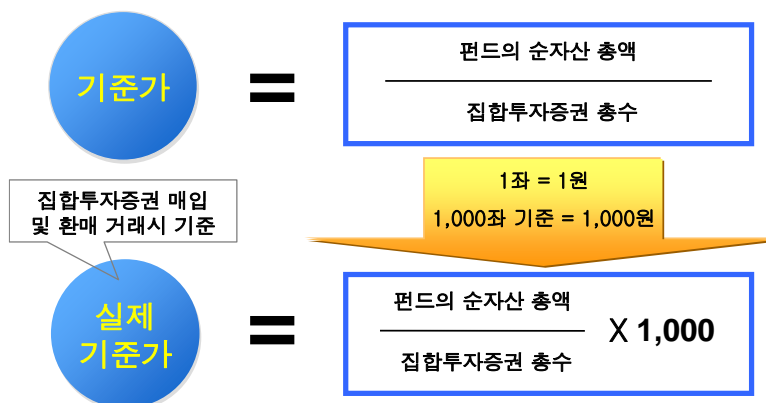 기준가
=
펀드의 순자산 총액
집합투자증권 총수
1좌 = 1원
1,000좌 기준 = 1,000원
집합투자증권 매입
및 환매 거래시 기준
실제
기준가
=
펀드의 순자산 총액
집합투자증권 총수
X 1,000